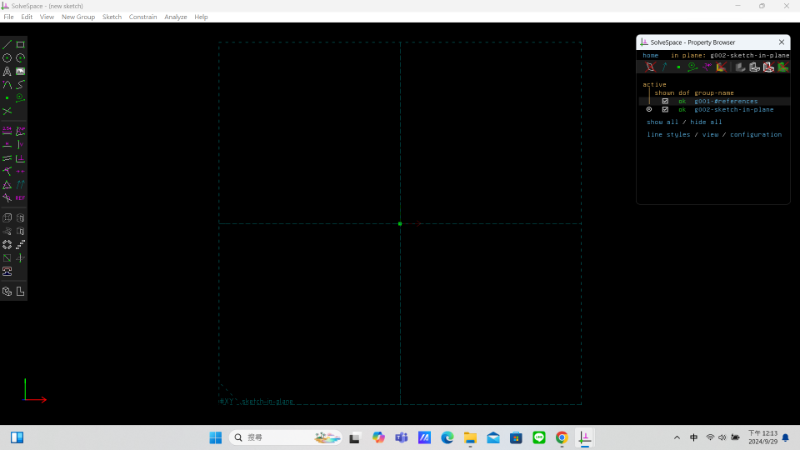 SolveSpace - (new sketch)
File Edit View New Group Sketch Constrain Analyze Help
SolveSpace - Property Browser
home in plane: g002-sketch-in-plane
active
shown dof group-name
ok g001-#references
ok g002-sketch-in-plane
show all / hide all
line styles / view / configuration
REF
sketch-in-plane
搜尋
中
下午 12:13
2024/9/29